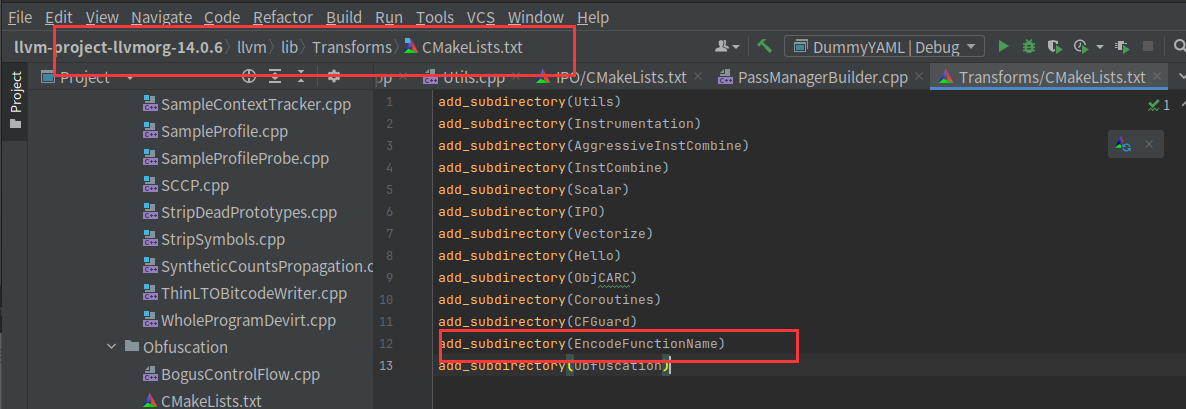 File Edit View Navigate Code Refactor Build Run Tools VCS Window Help
llvm-project-llvmorg-14.0.6 〉 llvm 〉 lib 〉 Transforms 〉 CMakeLists.txt
DummyYAML | Debug
Project
Project
Utils.cpp
IPO/CMakeLists.txt
PassManagerBuilder.cpp
Transforms/CMakeLists.txt
SampleContextTracker.cpp
SampleProfile.cpp
SampleProfileProbe.cpp
SCCP.cpp
StripDeadPrototypes.cpp
StripSymbols.cpp
SyntheticCountsPropagation.c
ThinLTOBitcodeWriter.cpp
WholeProgramDevirt.cpp
Obfuscation
BogusControlFlow.cpp
CMakeLists.txt
1 add_subdirectory(Utils)
2 add_subdirectory(Instrumentation)
3 add_subdirectory(AggressiveInstCombine)
4 add_subdirectory(InstCombine)
5 add_subdirectory(Scalar)
6 add_subdirectory(IPO)
7 add_subdirectory(Vectorize)
8 add_subdirectory(Hello)
9 add_subdirectory(ObjCARC)
10 add_subdirectory(Coroutines)
11 add_subdirectory(CFGuard)
12 add_subdirectory(EncodeFunctionName)
13 add_subdirectory(Obfuscation)
1